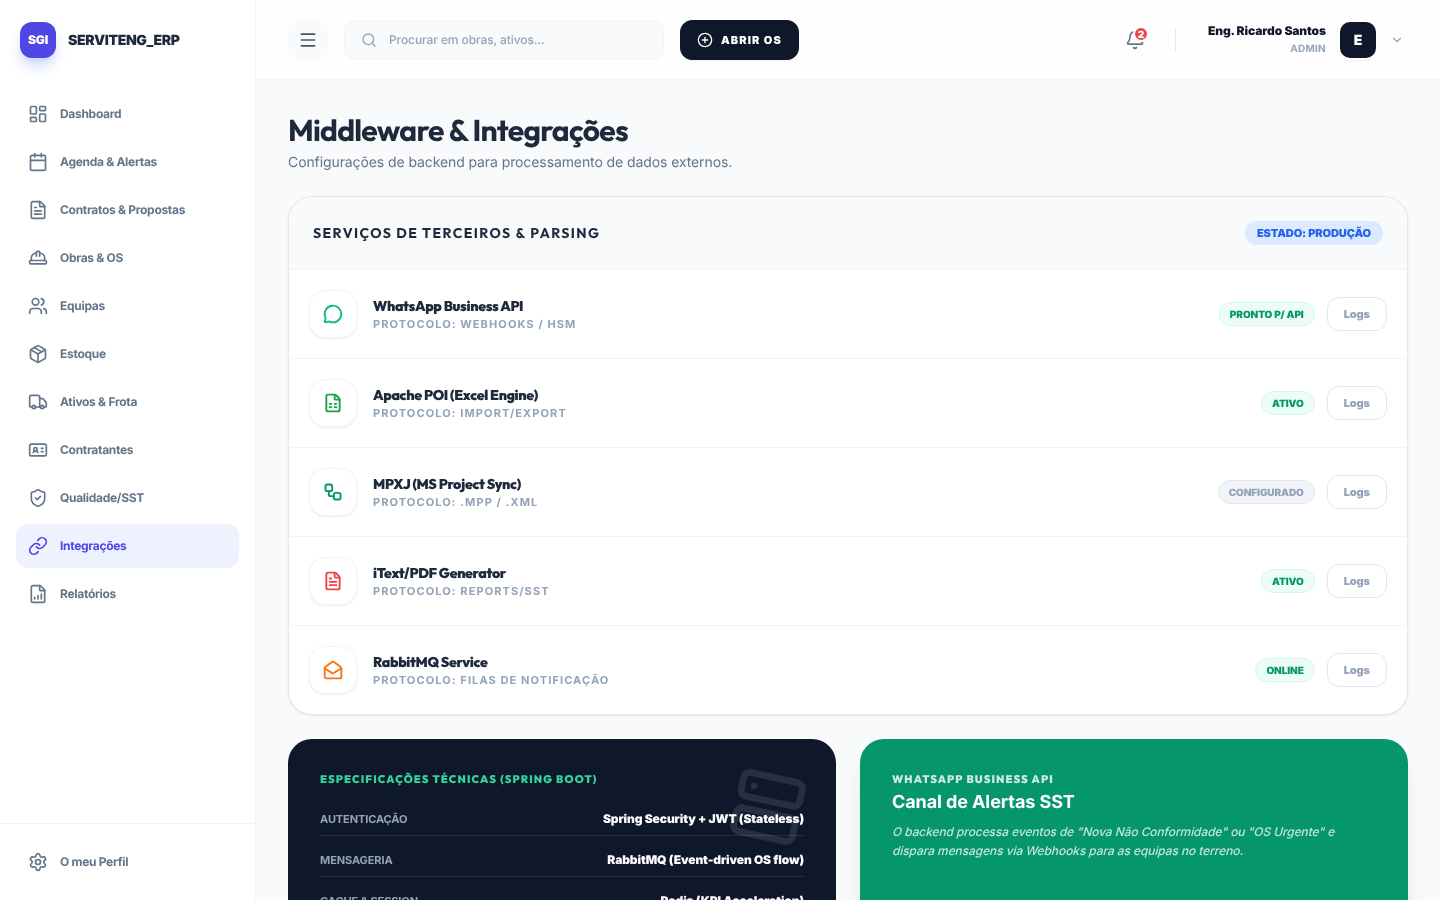 SGI
SERVITENG_ERP
Procurar em obras, ativos...
ABRIR OS
2
Eng. Ricardo Santos
ADMIN
E
Dashboard
Agenda & Alertas
Contratos & Propostas
Obras & OS
Equipas
Estoque
Ativos & Frota
Contratantes
Qualidade/SST
Integrações
Relatórios
O meu Perfil
Middleware & Integrações
Configurações de backend para processamento de dados externos.
SERVIÇOS DE TERCEIROS & PARSING
ESTADO: PRODUÇÃO
WhatsApp Business API
PROTOCOLO: WEBHOOKS / HSM
PRONTO P/ API
Logs
Apache POI (Excel Engine)
PROTOCOLO: IMPORT/EXPORT
ATIVO
Logs
MPXJ (MS Project Sync)
PROTOCOLO: .MPP / .XML
CONFIGURADO
Logs
iText/PDF Generator
PROTOCOLO: REPORTS/SST
ATIVO
Logs
RabbitMQ Service
PROTOCOLO: FILAS DE NOTIFICAÇÃO
ONLINE
Logs
ESPECIFICAÇÕES TÉCNICAS (SPRING BOOT)
AUTENTICAÇÃO
Spring Security + JWT (Stateless)
MENSAGERIA
RabbitMQ (Event-driven OS flow)
CACHE & SESSION
Redis (KPI Acceleration)
WHATSAPP BUSINESS API
Canal de Alertas SST
O backend processa eventos de "Nova Não Conformidade" ou "OS Urgente" e
dispara mensagens via Webhooks para as equipas no terreno.